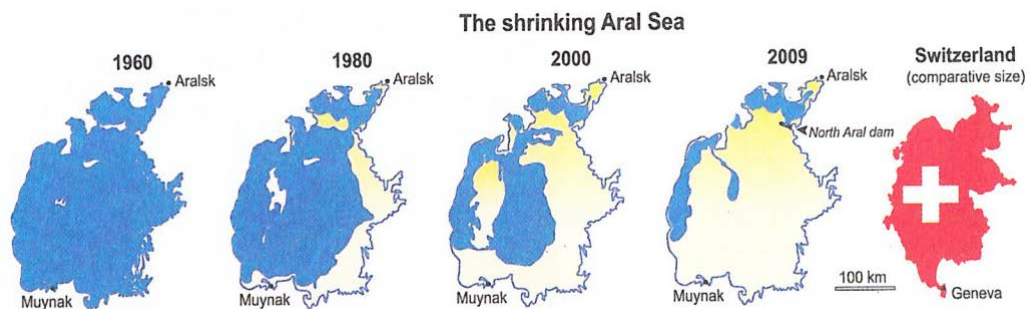 The shrinking Aral Sea
1960
1980
2000
2009
Switzerland
(comparative size)
Aralsk
Aralsk
Aralsk
Aralsk
North Aral dam
Muynak
Muynak
Muynak
Muynak
100 km
Geneva